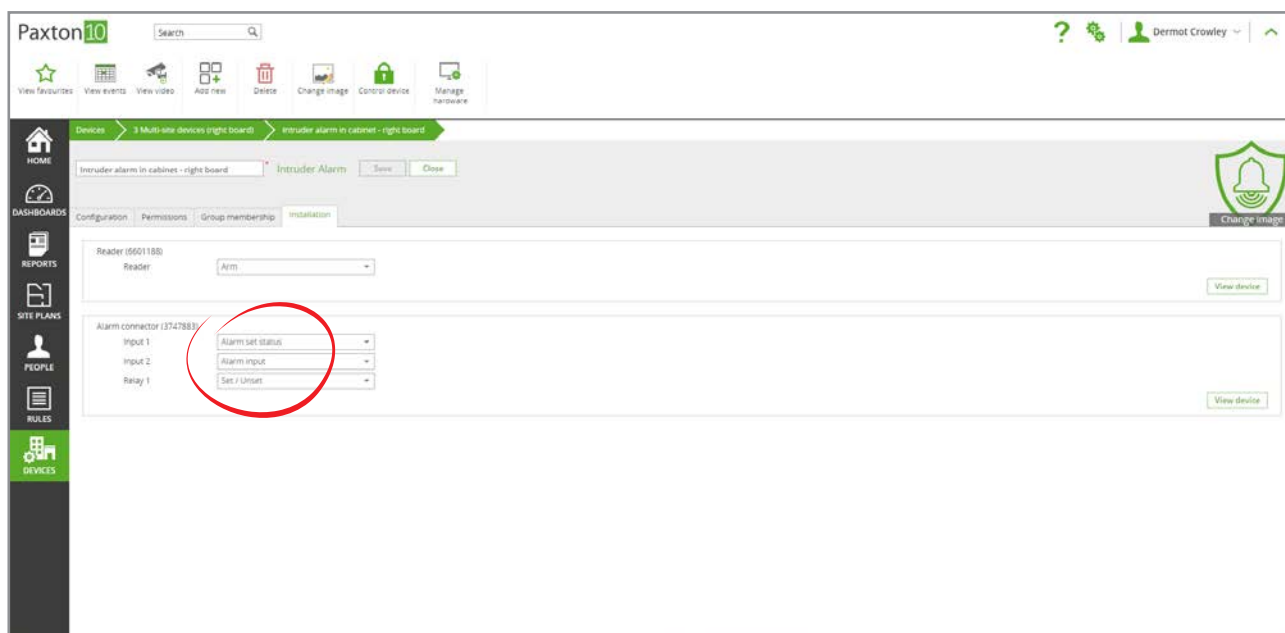 Paxton10
Search
Dermot Crowley
View favourites
View events
View video
Add new
Delete
Change image
Control device
Manage
hardware
HOME
DASHBOARDS
REPORTS
SITE PLANS
PEOPLE
RULES
DEVICES
Devices
3 Multi-site devices (right board)
Intruder alarm in cabinet - right board
Intruder alarm in cabinet - right board
*
Intruder Alarm
Save
Close
Change image
Configuration
Permissions
Group membership
Installation
Reader (6601188)
Reader
Arm
View device
Alarm connector (3747883)
Input 1
Alarm set status
Input 2
Alarm input
Relay 1
Set / Unset
View device